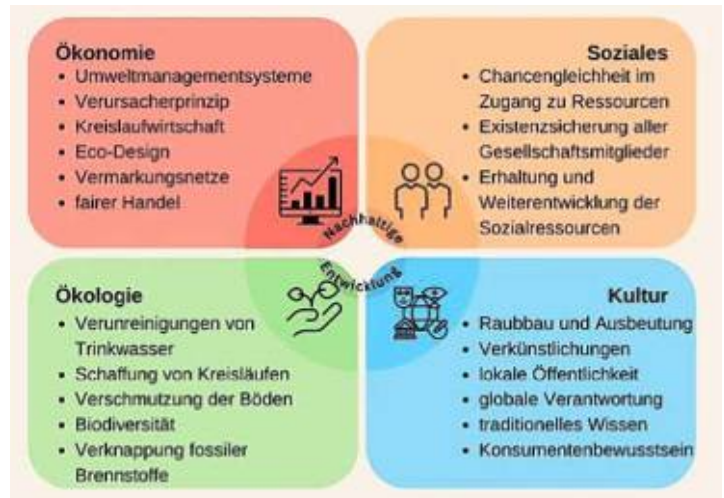 Ökonomie
• Umweltmanagementsysteme
• Verursacherprinzip
• Kreislaufwirtschaft
• Eco-Design
• Vermarkungsnetze
• fairer Handel
Soziales
• Chancengleichheit im
Zugang zu Ressourcen
• Existenzsicherung aller
Gesellschaftsmitglieder
• Erhaltung und
Weiterentwicklung der
Sozialressourcen
Nachhaltige
Entwicklung
Ökologie
• Verunreinigungen von
Trinkwasser
• Schaffung von Kreisläufen
• Verschmutzung der Böden
• Biodiversität
• Verknappung fossiler
Brennstoffe
Kultur
• Raubbau und Ausbeutung
• Verkünstlichungen
• lokale Öffentlichkeit
• globale Verantwortung
• traditionelles Wissen
• Konsumentenbewusstsein